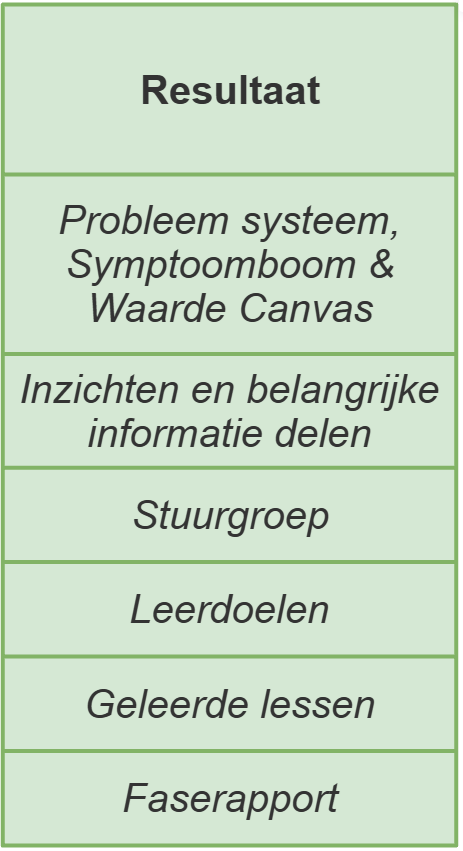 Resultaat
Probleem systeem,
Symptoomboom &
Waarde Canvas
Inzichten en belangrijke
informatie delen
Stuurgroep
Leerdoelen
Geleerde lessen
Faserapport